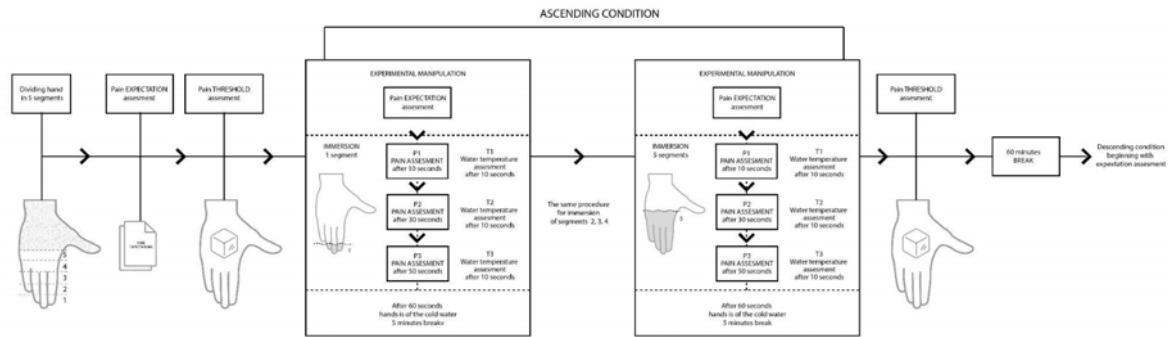 ASCENDING CONDITION
Dividing hand
in 5 segments
Pain EXPECTATION
assesment
Pain THRESHOLD
assesment
5
4
3
2
1
EXPERIMENTAL MANIPULATION
Pain EXPECTATION
assesment
IMMERSION
1 segment
1
P1
PAIN ASSESMENT
after 10 seconds
T3
Water temperature
assesment
after 10 seconds
P2
PAIN ASSESMENT
after 30 seconds
T2
Water temperature
assesment
after 10 seconds
P3
PAIN ASSESMENT
after 50 seconds
T3
Water temperature
assesment
after 10 seconds
After 60 seconds
hands is of the cold water
5 minutes breakv
The same procedure
for immersion
of segments 2, 3, 4
EXPERIMENTAL MANIPULATION
Pain EXPECTATION
assesment
IMMERSION
5 segments
5
P1
PAIN ASSESMENT
after 10 seconds
T1
Water temperature
assesment
after 10 seconds
P2
PAIN ASSESMENT
after 30 seconds
T2
Water temperature
assesment
after 10 seconds
P3
PAIN ASSESMENT
after 50 seconds
T3
Water temperature
assesment
after 10 seconds
After 60 seconds
hands is of the cold water
5 minutes break
Pain THRESHOLD
assesment
60 minutes
BREAK
Descending condition
beginning with
expextation assesment